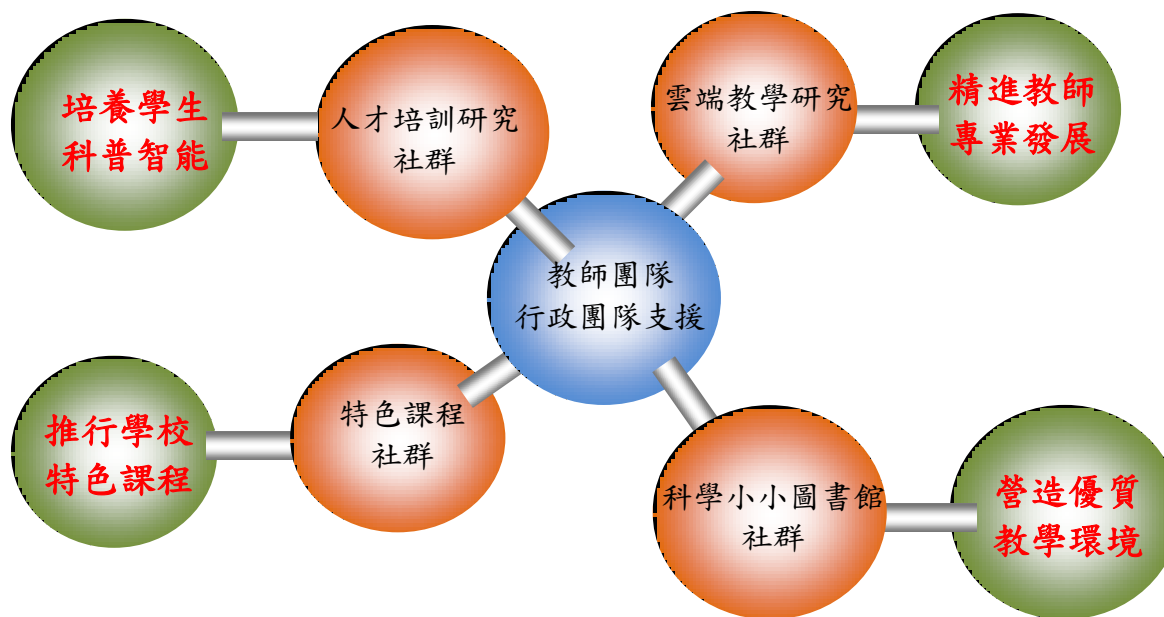 培養學生
科普智能
人才培訓研究
社群
雲端教學研究
社群
精進教師
專業發展
教師團隊
行政團隊支援
推行學校
特色課程
特色課程
社群
科學小小圖書館
社群
營造優質
教學環境